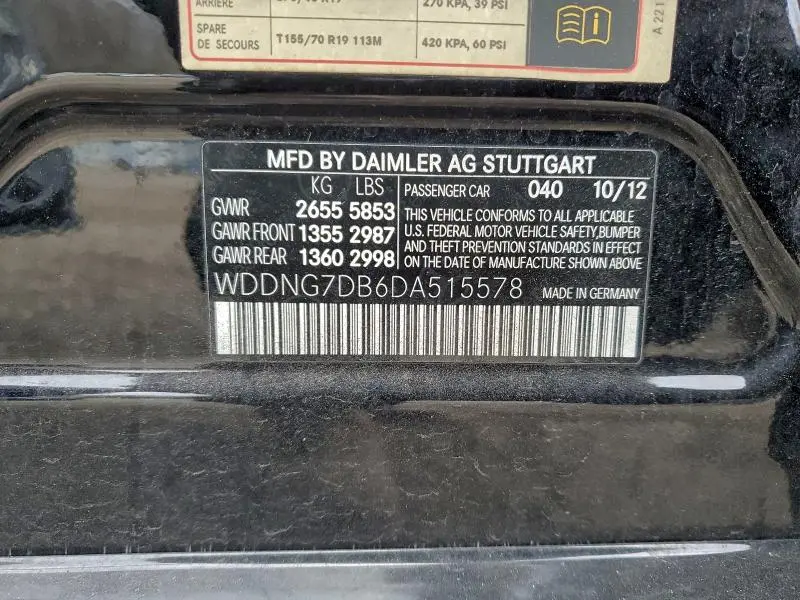 ARRIÈRE
270 KPA, 39 PSI
SPARE
DE SECOURS
T155/70 R19 113M
420 KPA, 60 PSI
A 221
MFD BY DAIMLER AG STUTTGART
KG LBS
PASSENGER CAR 040 10/12
GVWR 2655 5853
GAWR FRONT 1355 2987
GAWR REAR 1360 2998
THIS VEHICLE CONFORMS TO ALL APPLICABLE
U.S. FEDERAL MOTOR VEHICLE SAFETY, BUMPER
AND THEFT PREVENTION STANDARDS IN EFFECT
ON THE DATE OF MANUFACTURE SHOWN ABOVE
WDDNG7DB6DA515578
MADE IN GERMANY